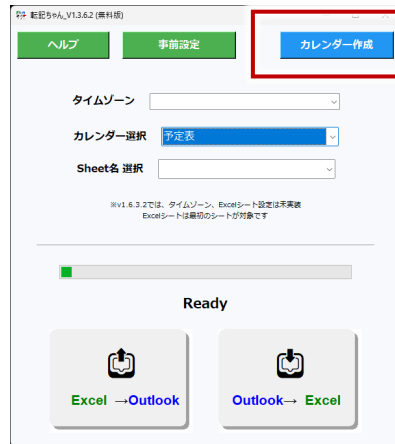 転記ちゃん_V1.3.6.2 (無料版)
ヘルプ
事前設定
カレンダー作成
タイムゾーン
カレンダー選択
予定表
Sheet名 選択
※v1.6.3.2では、タイムゾーン、Excelシート設定は未実装
Excelシートは最初のシートが対象です
Ready
Excel →Outlook
Outlook→ Excel